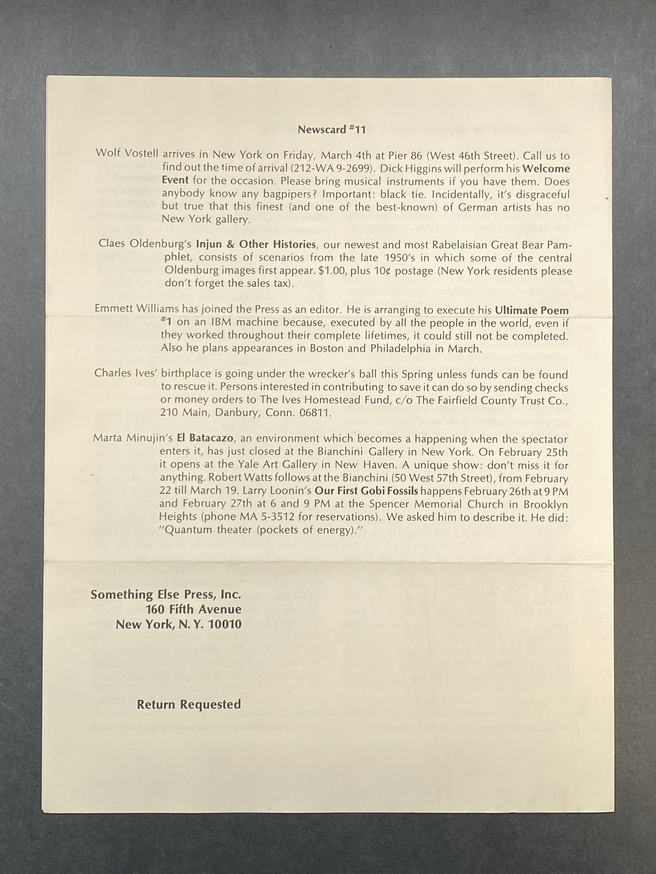 Newscard #11
Wolf Vostell arrives in New York on Friday, March 4th at Pier 86 (West 46th Street). Call us to
find out the time of arrival (212-WA 9-2699). Dick Higgins will perform his Welcome
Event for the occasion. Please bring musical instruments if you have them. Does
anybody know any bagpipers? Important: black tie. Incidentally, it's disgraceful
but true that this finest (and one of the best-known) of German artists has no
New York gallery.
Claes Oldenburg's Injun & Other Histories, our newest and most Rabelaisian Great Bear Pam-
phlet, consists of scenarios from the late 1950's in which some of the central
Oldenburg images first appear. $1.00, plus 10¢ postage (New York residents please
don't forget the sales tax).
Emmett Williams has joined the Press as an editor. He is arranging to execute his Ultimate Poem
#1 on an IBM machine because, executed by all the people in the world, even if
they worked throughout their complete lifetimes, it could still not be completed.
Also he plans appearances in Boston and Philadelphia in March.
Charles Ives' birthplace is going under the wrecker's ball this Spring unless funds can be found
to rescue it. Persons interested in contributing to save it can do so by sending checks
or money orders to The Ives Homestead Fund, c/o The Fairfield County Trust Co.,
210 Main, Danbury, Conn. 06811.
Marta Minujin's El Batacazo, an environment which becomes a happening when the spectator
enters it, has just closed at the Bianchini Gallery in New York. On February 25th
it opens at the Yale Art Gallery in New Haven. A unique show: don't miss it for
anything. Robert Watts follows at the Bianchini (50 West 57th Street), from February
22 till March 19. Larry Loonin's Our First Gobi Fossils happens February 26th at 9 PM
and February 27th at 6 and 9 PM at the Spencer Memorial Church in Brooklyn
Heights (phone MA 5-3512 for reservations). We asked him to describe it. He did:
"Quantum theater (pockets of energy)."
Something Else Press, Inc.
160 Fifth Avenue
New York, N. Y. 10010
Return Requested